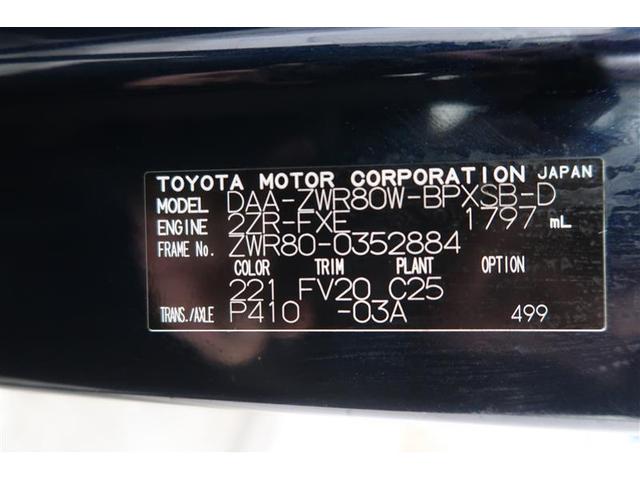 TOYOTA MOTOR CORPORATION JAPAN
MODEL DAA-ZWR80W-BPXSB-D
ENGINE 2ZR-FXE 1797 mL
FRAME No. ZWR80-0352884
COLOR TRIM PLANT OPTION
221 FV20 C25
TRANS./AXLE P410 -03A 499